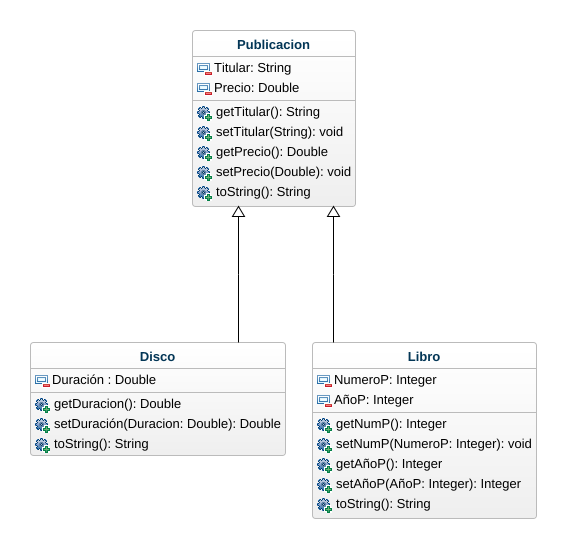 Publicacion
Titular: String
Precio: Double
getTitular(): String
setTitular(String): void
getPrecio(): Double
setPrecio(Double): void
toString(): String
Disco
Duración : Double
getDuracion(): Double
setDuración(Duracion: Double): Double
toString(): String
Libro
NumeroP: Integer
AñoP: Integer
getNumP(): Integer
setNumP(NumeroP: Integer): void
getAñoP(): Integer
setAñoP(AñoP: Integer): Integer
toString(): String